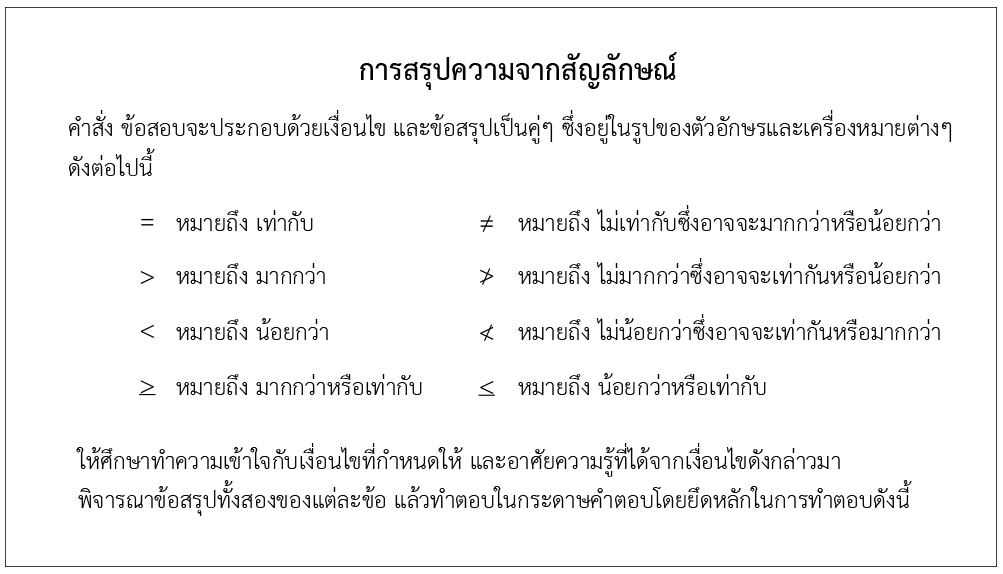 การสรุปความจากสัญลักษณ์
คำสั่ง ข้อสอบจะประกอบด้วยเงื่อนไข และข้อสรุปเป็นคู่ๆ ซึ่งอยู่ในรูปของตัวอักษรและเครื่องหมายต่างๆ
ดังต่อไปนี้
= หมายถึง เท่ากับ ≠ หมายถึง ไม่เท่ากับซึ่งอาจจะมากกว่าหรือน้อยกว่า
> หมายถึง มากกว่า ≯ หมายถึง ไม่มากกว่าซึ่งอาจจะเท่ากันหรือน้อยกว่า
< หมายถึง น้อยกว่า ≮ หมายถึง ไม่น้อยกว่าซึ่งอาจจะเท่ากันหรือมากกว่า
≥ หมายถึง มากกว่าหรือเท่ากับ ≤ หมายถึง น้อยกว่าหรือเท่ากับ
ให้ศึกษาทำความเข้าใจกับเงื่อนไขที่กำหนดให้ และอาศัยความรู้ที่ได้จากเงื่อนไขดังกล่าวมา
พิจารณาข้อสรุปทั้งสองของแต่ละข้อ แล้วทำตอบในกระดาษคำตอบโดยยึดหลักในการทำตอบดังนี้